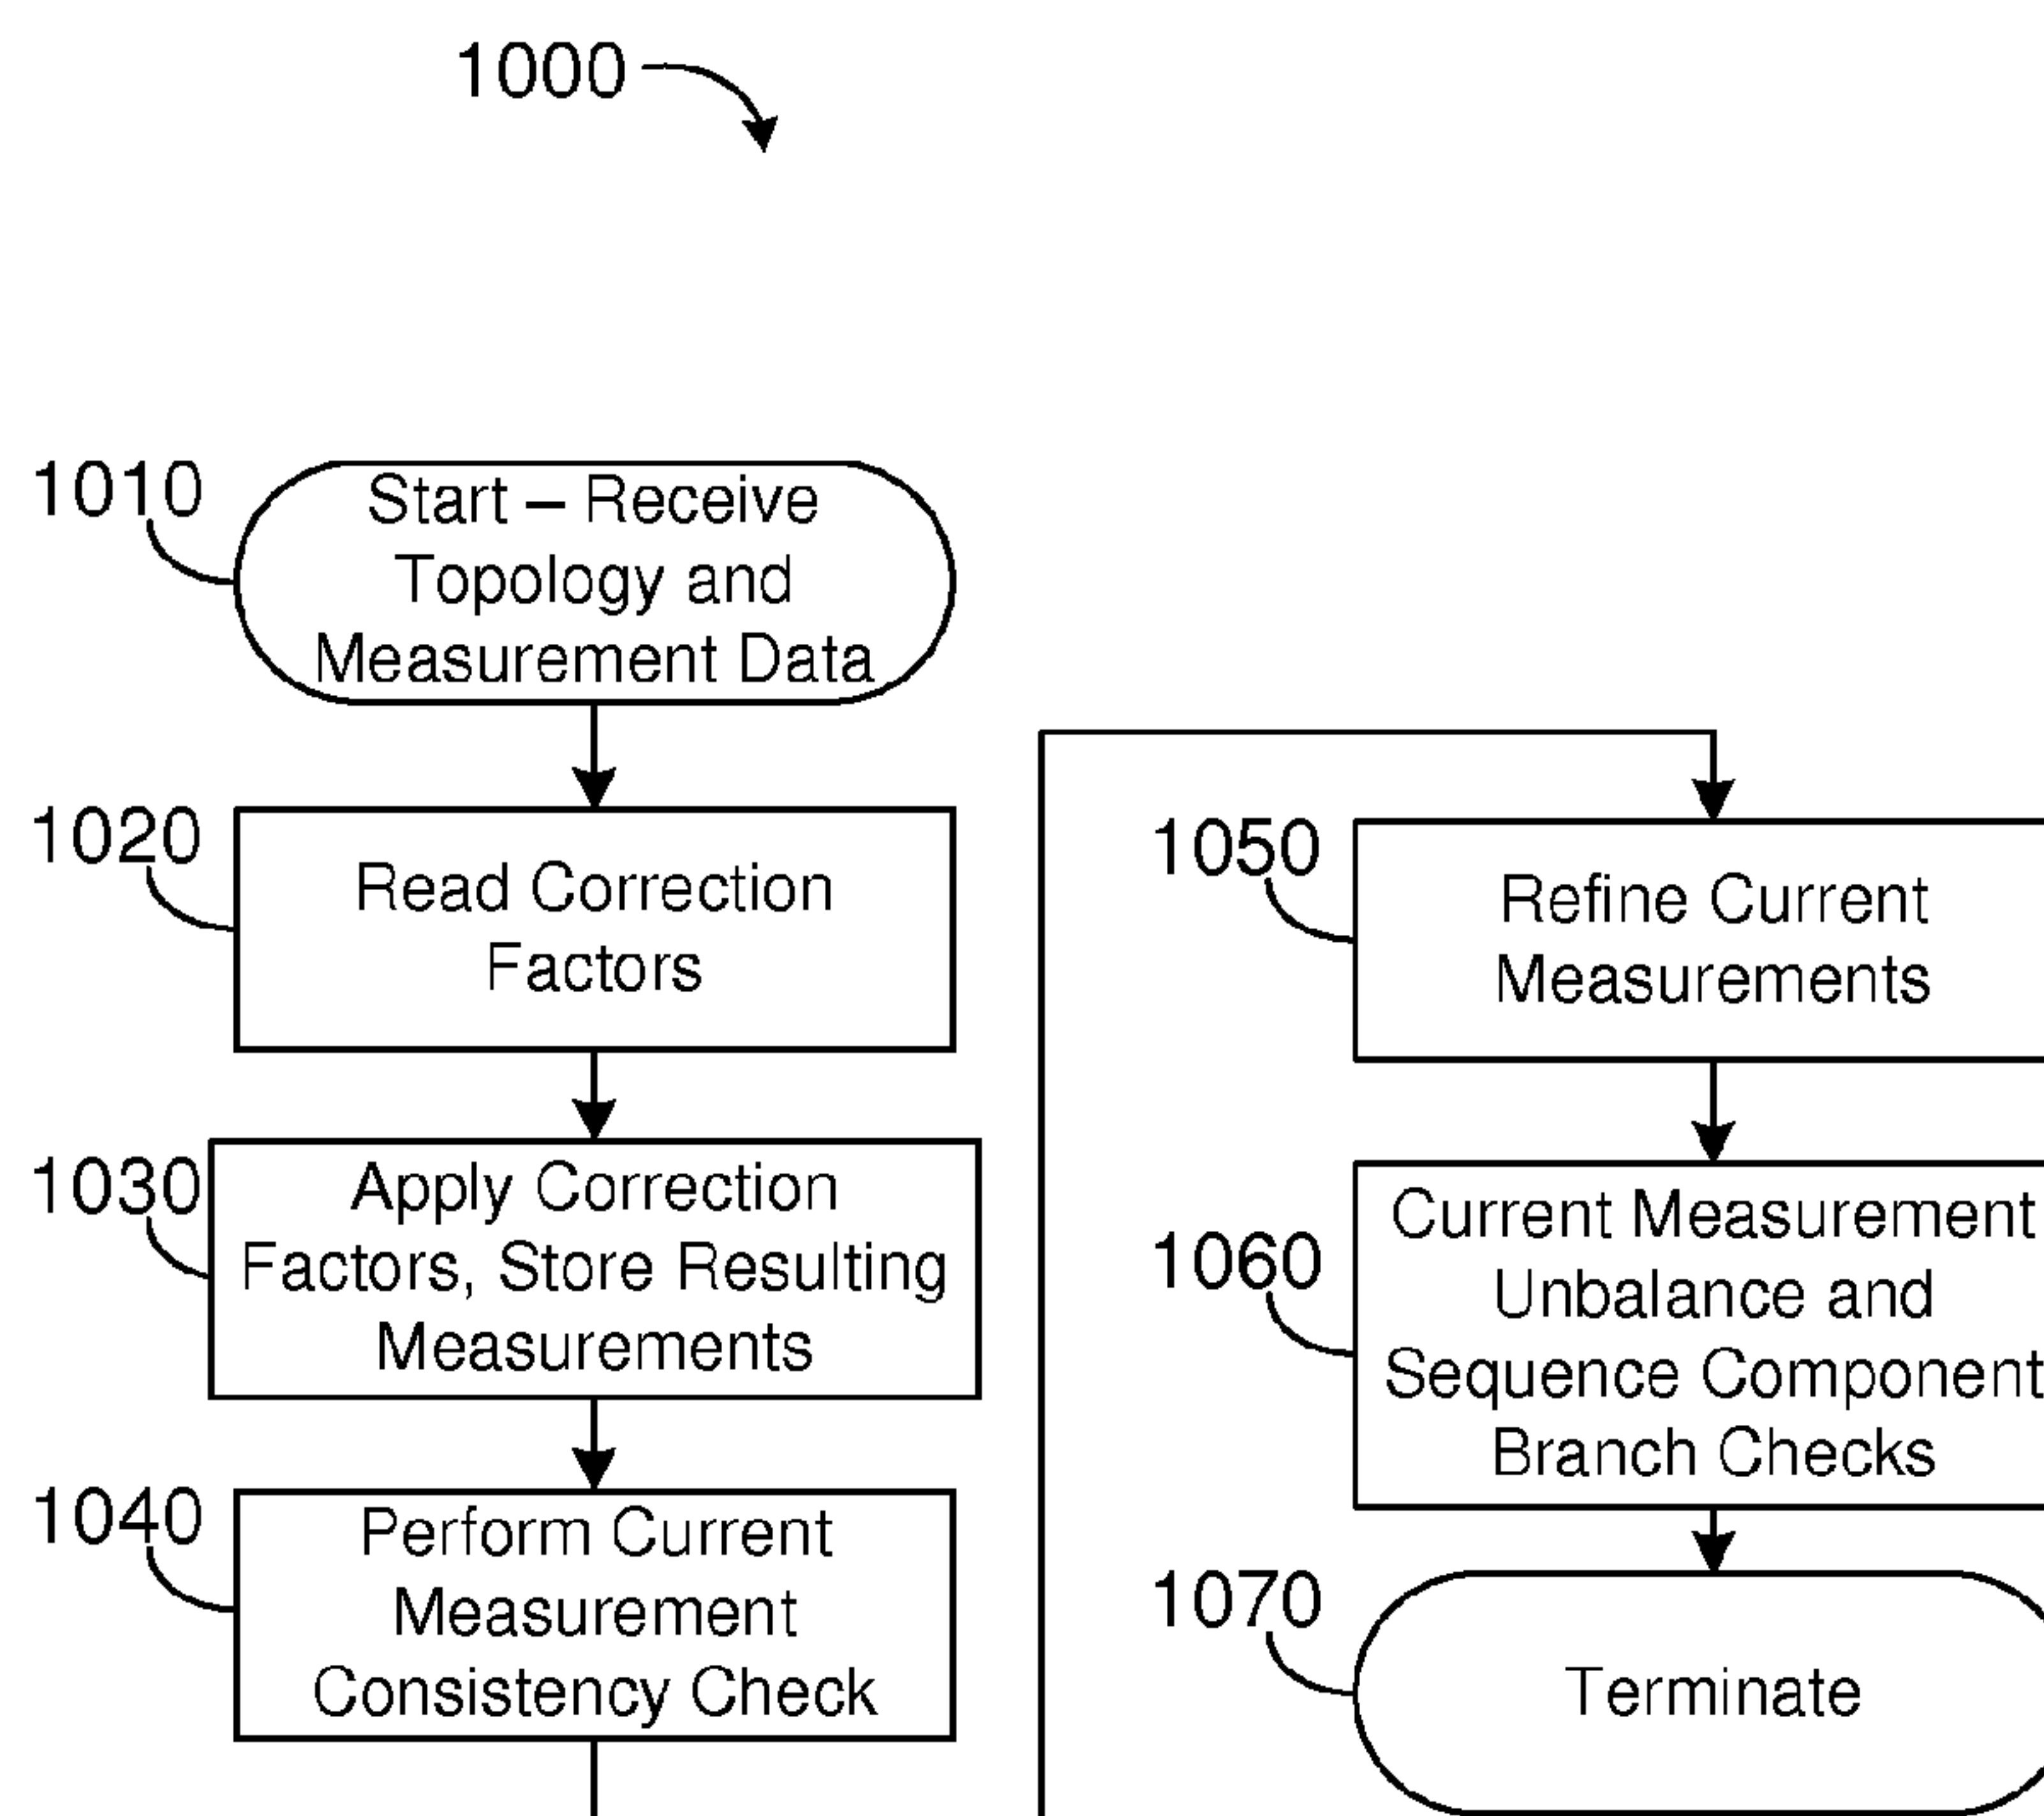 1000
1010
Start – Receive
Topology and
Measurement Data
1020
Read Correction
Factors
1030
Apply Correction
Factors, Store Resulting
Measurements
1040
Perform Current
Measurement
Consistency Check
1050
Refine Current
Measurements
1060
Current Measurement
Unbalance and
Sequence Component
Branch Checks
1070
Terminate